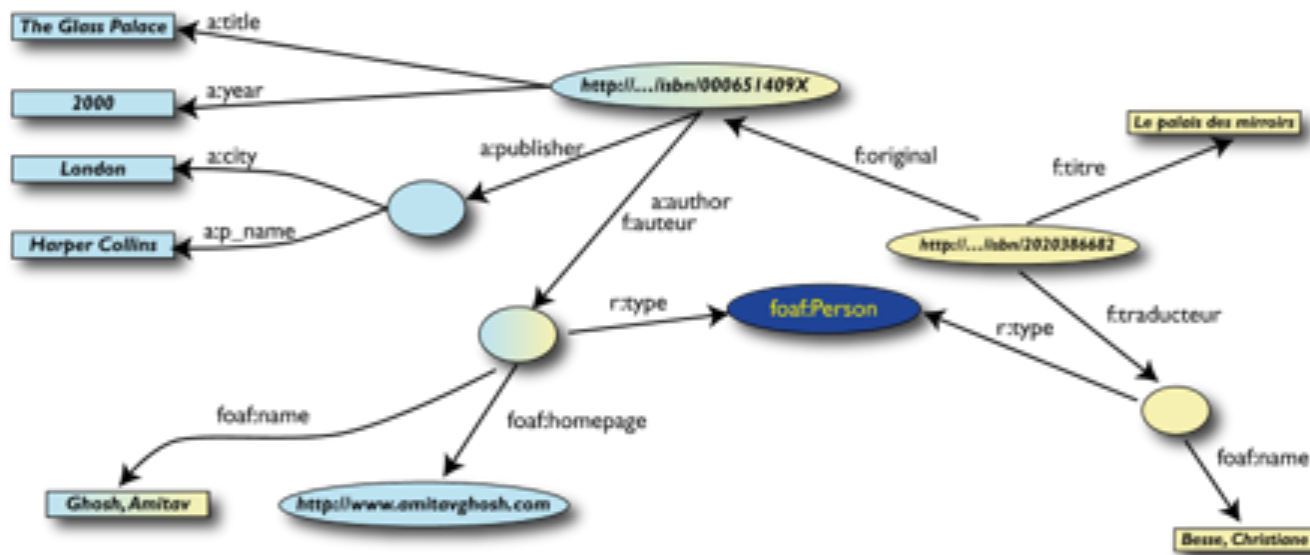 The Glass Palace
a:title
http://...isbn/000651409X
2000
a:year
Le palais des mirroirs
a:publisher
f:original
f:titre
London
a:city
a:author
f:auteur
Harper Collins
a:p_name
http://...isbn/2020386682
r:type
foaf:Person
r:type
f:traducteur
foaf:name
foaf:homepage
foaf:name
Ghosh, Amitav
http://www.amitavghosh.com
Besse, Christiane